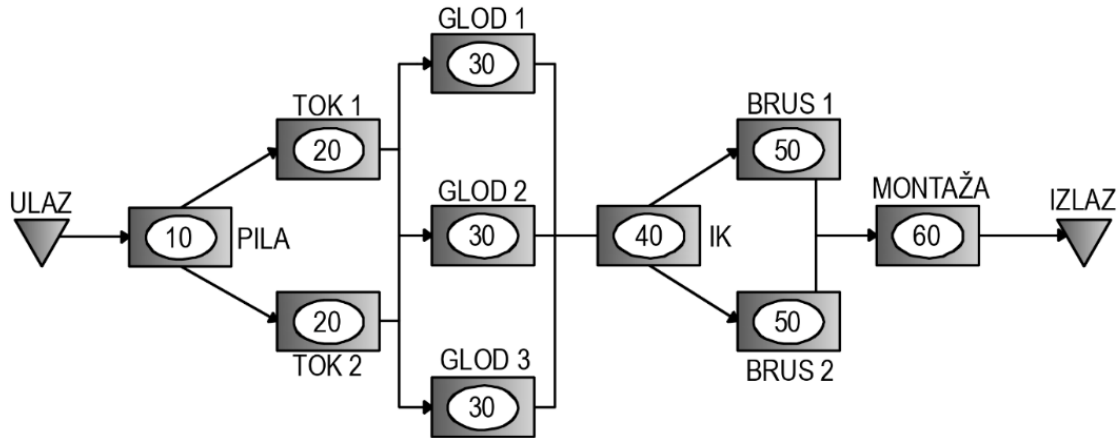 ULAZ
10
PILA
TOK 1
20
20
TOK 2
GLOD 1
30
GLOD 2
30
GLOD 3
30
40
IK
BRUS 1
50
50
BRUS 2
MONTAŽA
60
IZLAZ